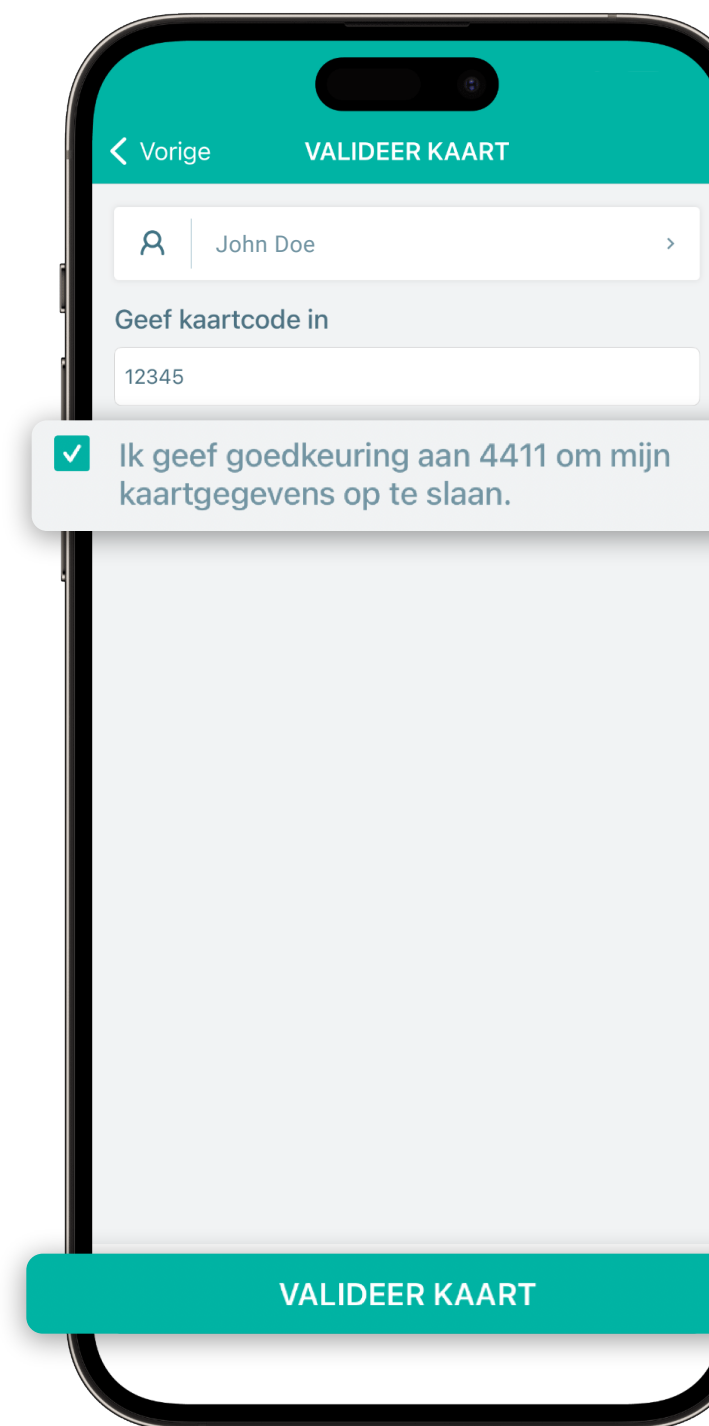 Vorige
VALIDEER KAART
John Doe
Geef kaartcode in
12345
Ik geef goedkeuring aan 4411 om mijn
kaartgegevens op te slaan.
VALIDEER KAART